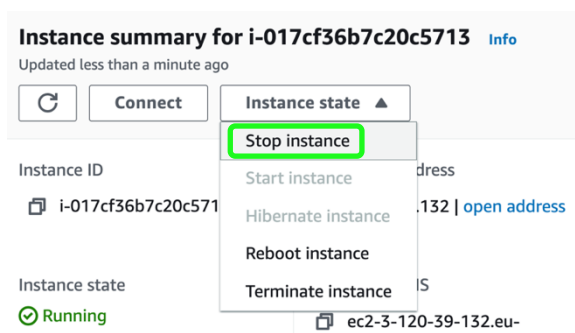 Instance summary for i-017cf36b7c20c5713 Info
Updated less than a minute ago
Connect
Instance state
Stop instance
Instance ID
dress
Start instance
i-017cf36b7c20c571
.132 | open address
Hibernate instance
Reboot instance
Instance state
IS
Terminate instance
Running
ec2-3-120-39-132.eu-